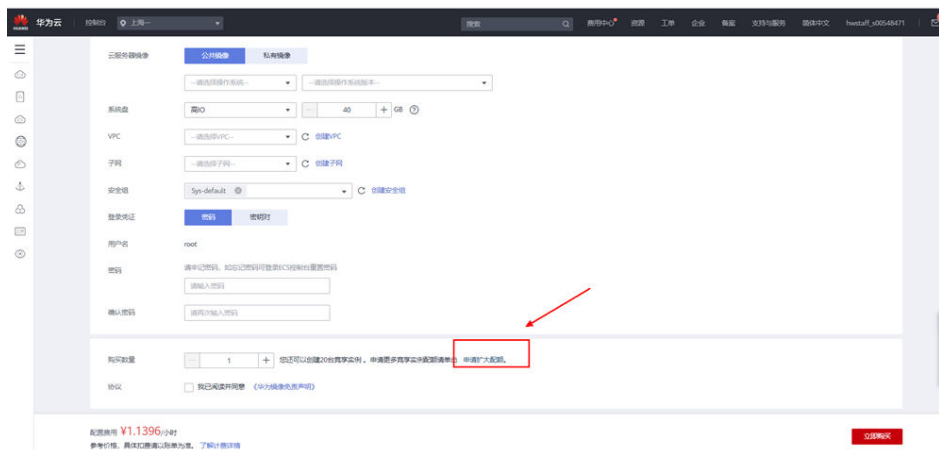 HUAWEI 华为云 控制台 上海一 搜索 费用中心 资源 工单 企业 备案 支持与服务 简体中文 hwstaff_s00548471
云服务器镜像 公共镜像 私有镜像
--请选择操作系统-- --请选择操作系统版本--
系统盘 高IO 40 + GB
VPC --请选择VPC-- 创建VPC
子网 --请选择子网-- 创建子网
安全组 Sys-default 创建安全组
登录凭证 密码 密钥对
用户名 root
密码 请牢记密码，如忘记密码可登录ECS控制台重置密码
请输入密码
确认密码 请再次输入密码
购买数量 1 + 您还可以创建20台竞享实例。申请更多竞享实例配额请单击 申请扩大配额。
协议 我已阅读并同意 《华为镜像免责声明》
配置费用 ¥1.1396/小时
参考价格，具体扣费请以账单为准。 了解计费详情
立即购买